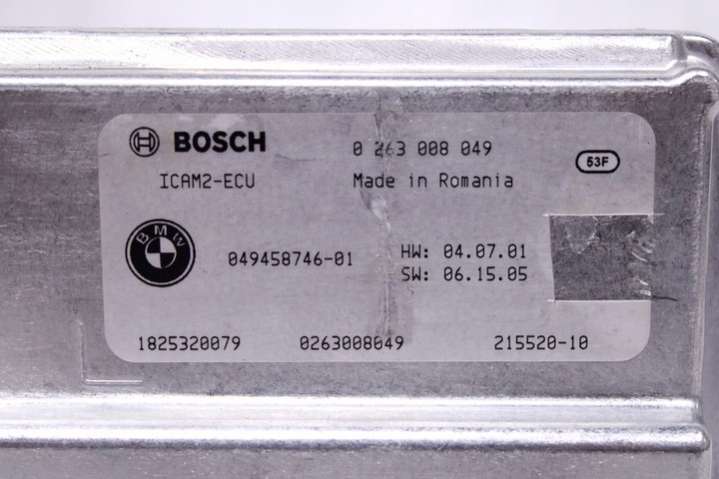 BOSCH 0 263 008 049
53F
ICAM2-ECU Made in Romania
BMW
049458746-01 HW: 04.07.01
SW: 06.15.05
1825320079 0263008049 215520-10